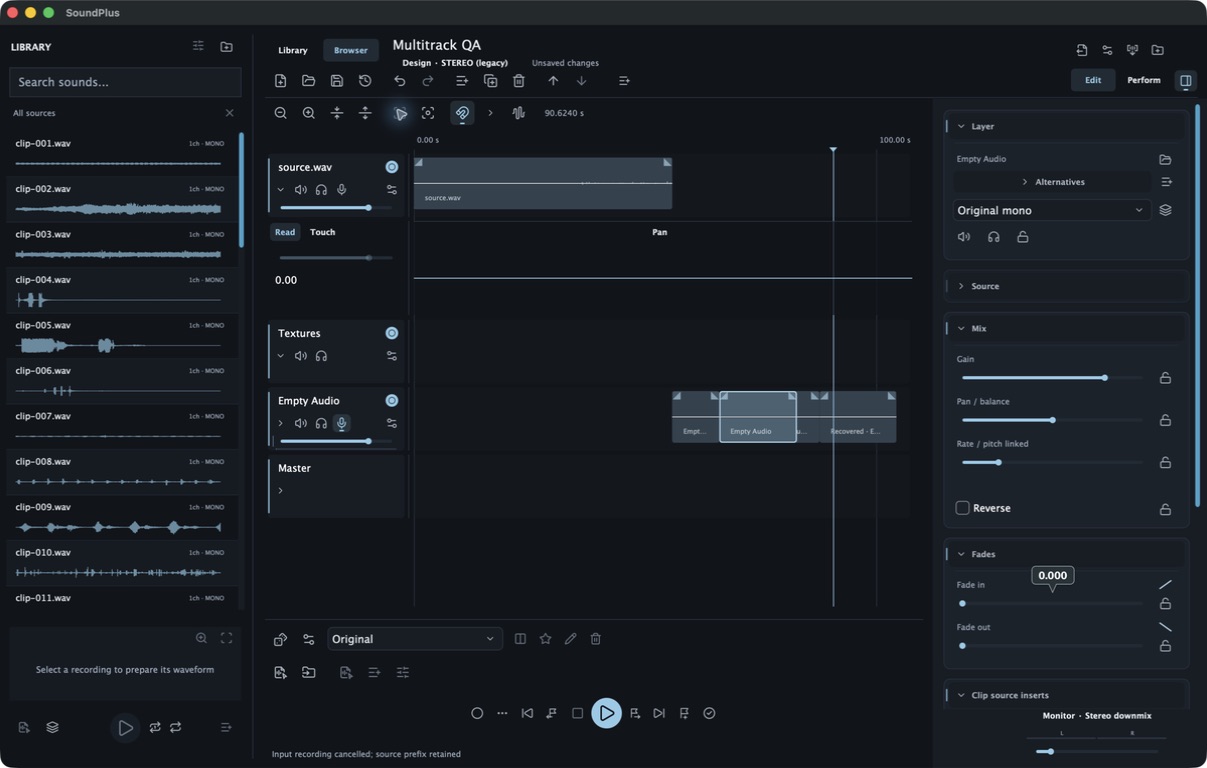 SoundPlus
LIBRARY
Search sounds...
All sources
clip-001.wav 1ch · MONO
clip-002.wav 1ch · MONO
clip-003.wav 1ch · MONO
clip-004.wav 1ch · MONO
clip-005.wav 1ch · MONO
clip-006.wav 1ch · MONO
clip-007.wav 1ch · MONO
clip-008.wav 1ch · MONO
clip-009.wav 1ch · MONO
clip-010.wav 1ch · MONO
clip-011.wav 1ch · MONO
Select a recording to prepare its waveform
Library Browser
Multitrack QA
Design · STEREO (legacy) Unsaved changes
Edit Perform
90.6240 s
0.00 s 100.00 s
source.wav
source.wav
Read Touch Pan
0.00
Textures
Empty Audio
Empt... Empty Audio u... Recovered · E...
Master
Original
Input recording cancelled; source prefix retained
Layer
Empty Audio
Alternatives
Original mono
Source
Mix
Gain
Pan / balance
Rate / pitch linked
Reverse
Fades
0.000
Fade in
Fade out
Clip source inserts
Monitor · Stereo downmix
L R